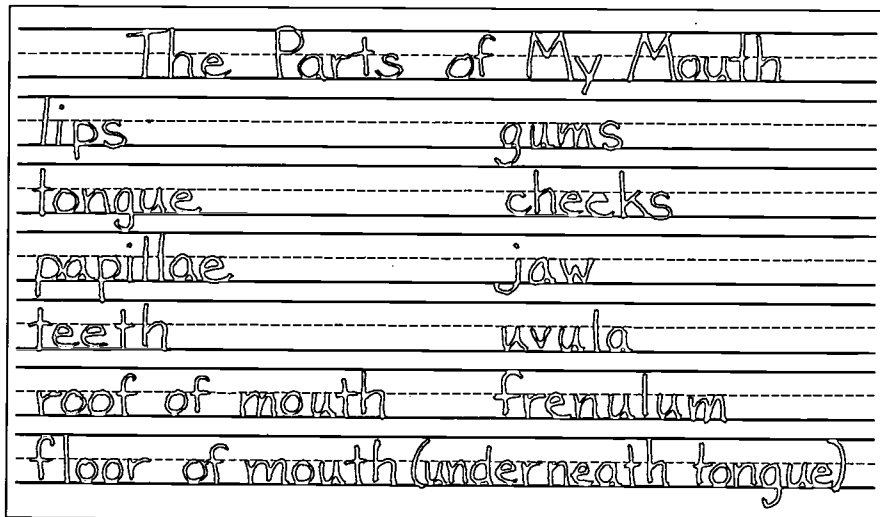 The Parts of My Mouth
lips gums
tongue cheeks
papillae jaw
teeth uvula
roof of mouth frenulum
floor of mouth (underneath tongue)